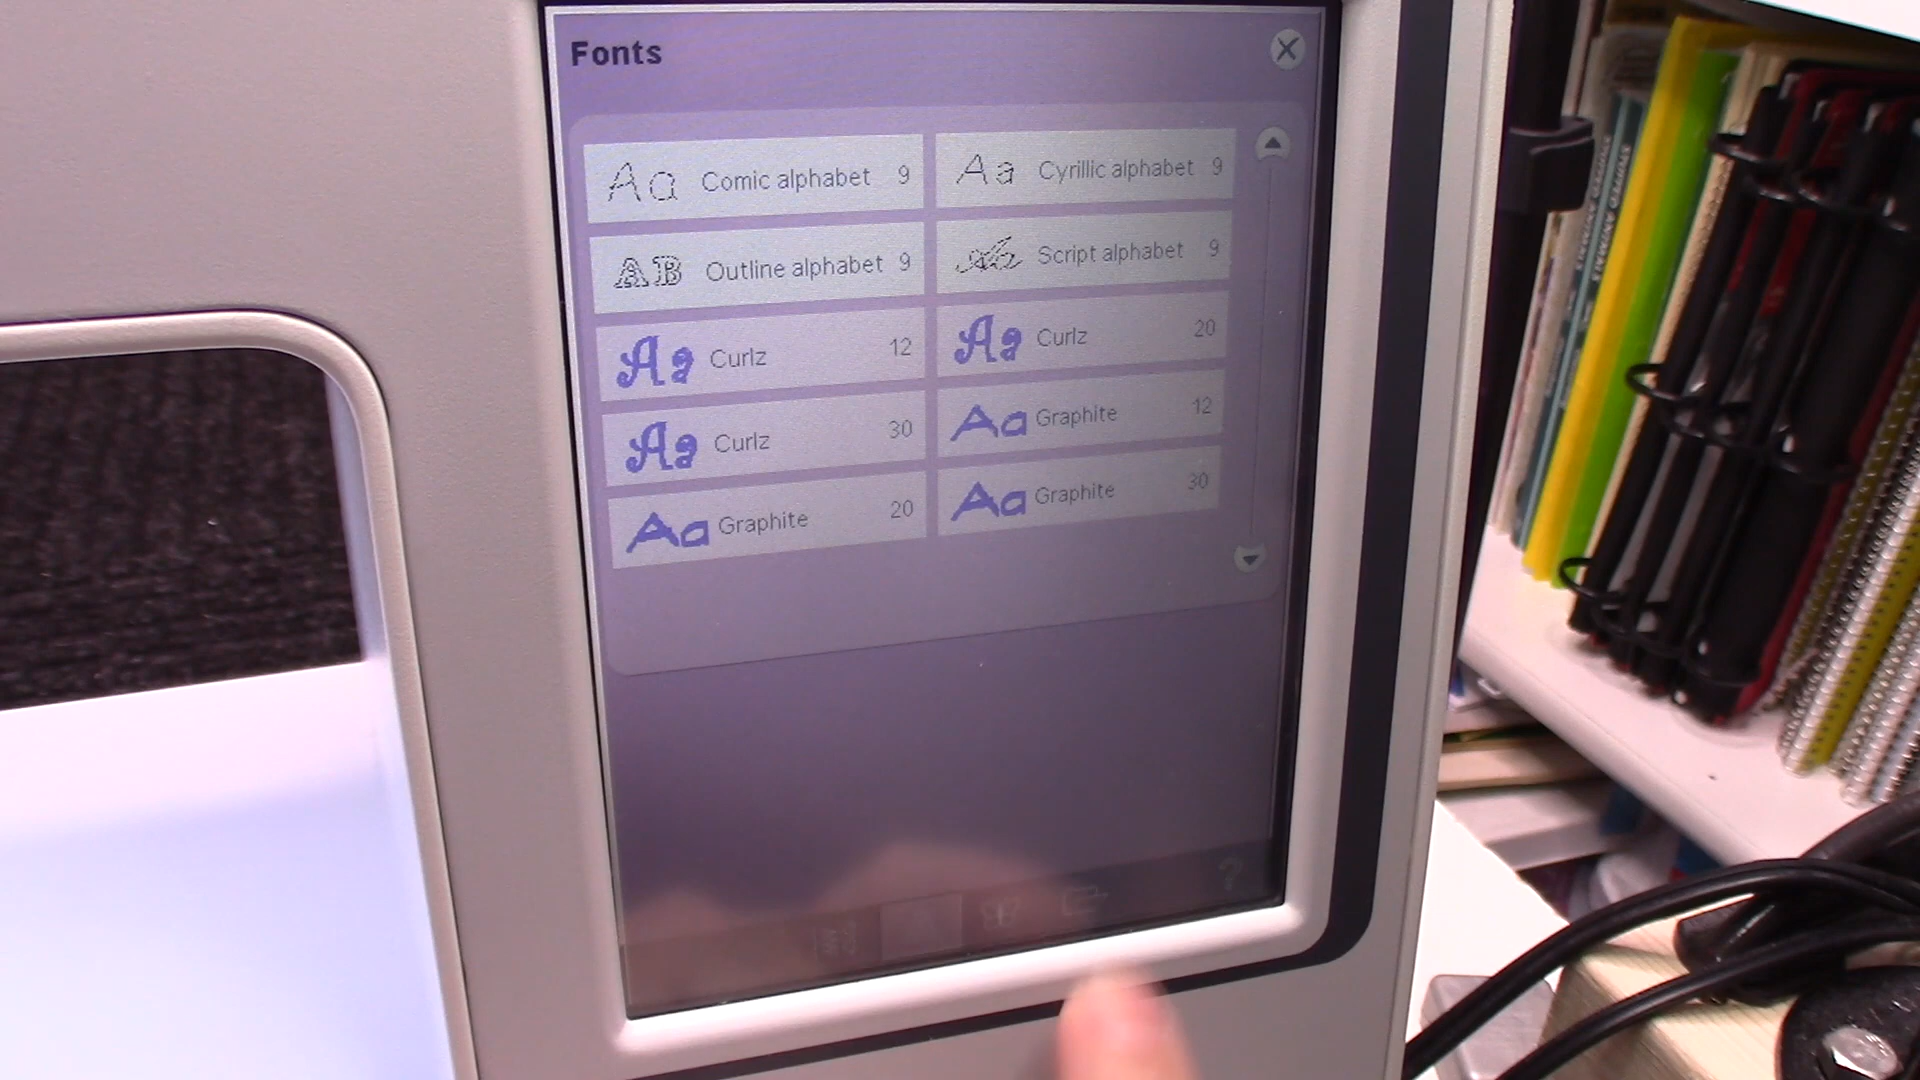 Fonts
Aa Comic alphabet 9
Aa Cyrillic alphabet 9
AB Outline alphabet 9
Aa Script alphabet 9
Aa Curlz 12
Aa Curlz 20
Aa Curlz 30
Aa Graphite 12
Aa Graphite 20
Aa Graphite 30
?